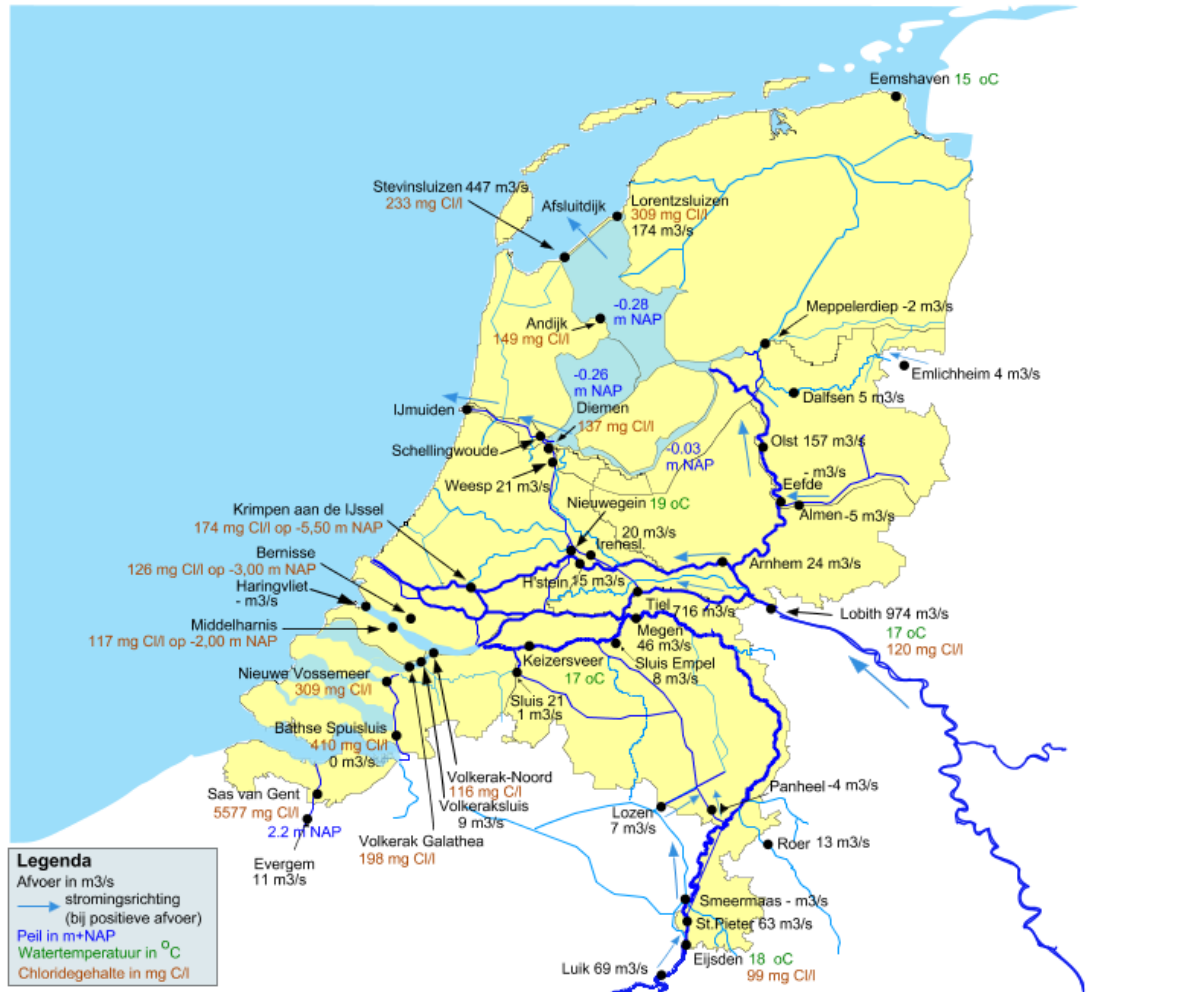 Eemshaven 15 oC
Stevinsluizen 447 m3/s
233 mg Cl/l
Afsluitdijk
Lorentzsluizen
309 mg Cl/l
174 m3/s
-0.28
m NAP
Meppelerdiep -2 m3/s
Andijk
149 mg Cl/l
-0.26
m NAP
Emlichheim 4 m3/s
Dalfsen 5 m3/s
IJmuiden
Diemen
137 mg Cl/l
Schellingwoude
-0.03
m NAP
Olst 157 m3/s
Weesp 21 m3/s
- m3/s
Eefde
Almen -5 m3/s
Nieuwegein 19 oC
20 m3/s
Irenesl.
Krimpen aan de IJssel
174 mg Cl/l op -5,50 m NAP
Bernisse
126 mg Cl/l op -3,00 m NAP
H'stein 15 m3/s
Arnhem 24 m3/s
Haringvliet
- m3/s
Tiel 716 m3/s
Lobith 974 m3/s
17 oC
120 mg Cl/l
Middelharnis
117 mg Cl/l op -2,00 m NAP
Megen
46 m3/s
Keizersveer
17 oC
Sluis Empel
8 m3/s
Nieuwe Vossemeer
309 mg Cl/l
Sluis 21
1 m3/s
Bathse Spuisluis
410 mg Cl/l
0 m3/s
Volkerak-Noord
116 mg C/l
Volkeraksluis
9 m3/s
Volkerak Galathea
198 mg Cl/l
Sas van Gent
5577 mg Cl/l
2.2 m NAP
Evergem
11 m3/s
Lozen
7 m3/s
Panheel -4 m3/s
Roer 13 m3/s
Smeermaas - m3/s
St.Pieter 63 m3/s
Eijsden 18 oC
99 mg Cl/l
Luik 69 m3/s
Legenda
Afvoer in m3/s
stromingsrichting
(bij positieve afvoer)
Peil in m+NAP
Watertemperatuur in oC
Chloridegehalte in mg C/l